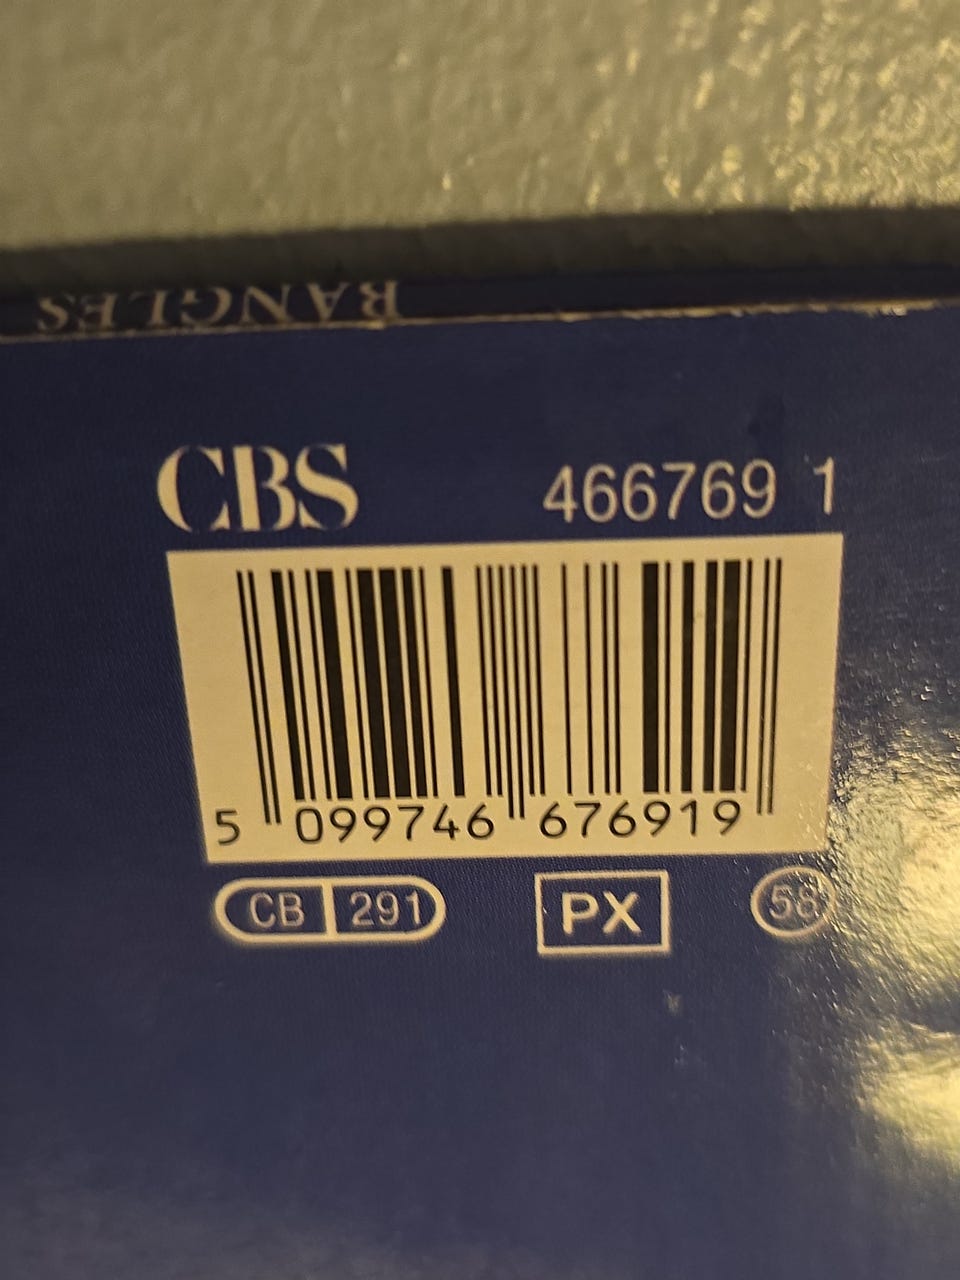 BANGLES
CBS 466769 1
5 099746 676919
CB 291 PX 58